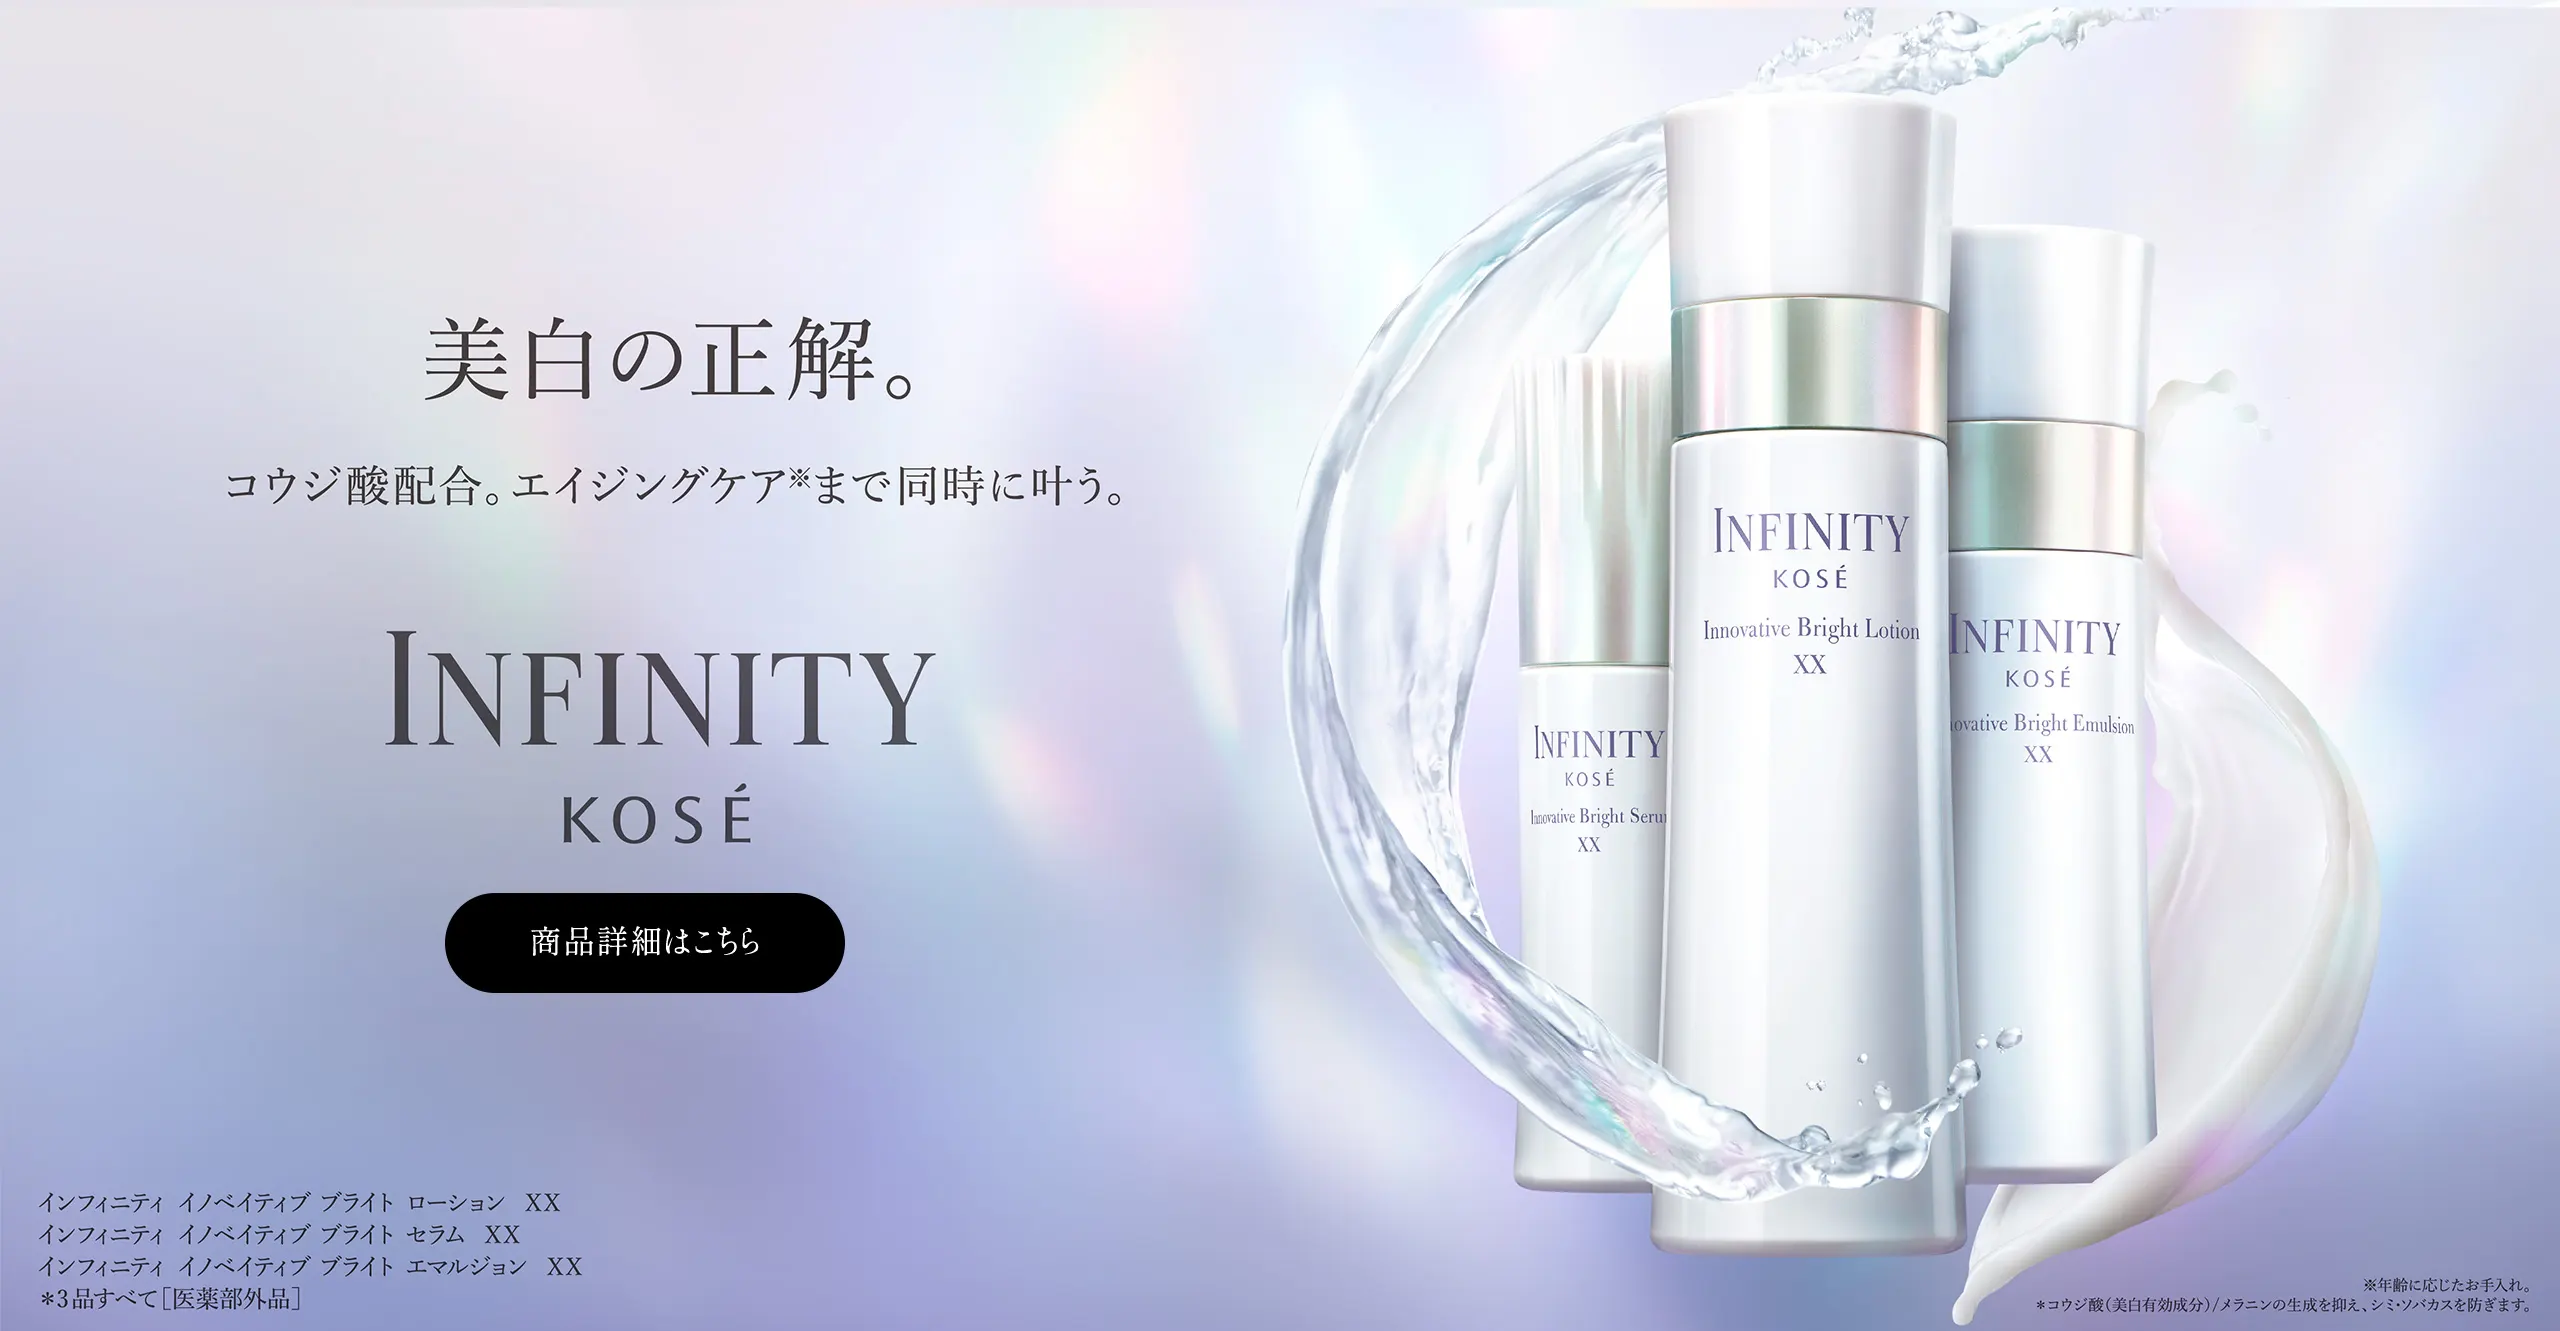 美白の正解。
コウジ酸配合。エイジングケア※まで同時に叶う。
INFINITY
KOSÉ
商品詳細はこちら
インフィニティ イノベイティブ ブライト ローション XX
インフィニティ イノベイティブ ブライト セラム XX
インフィニティ イノベイティブ ブライト エマルジョン XX
*3品すべて[医薬部外品]
INFINITY
KOSÉ
Innovative Bright Serum
XX
INFINITY
KOSÉ
Innovative Bright Lotion
XX
INFINITY
KOSÉ
Innovative Bright Emulsion
XX
※年齢に応じたお手入れ。
*コウジ酸(美白有効成分)/メラニンの生成を抑え、シミ・ソバカスを防ぎます。